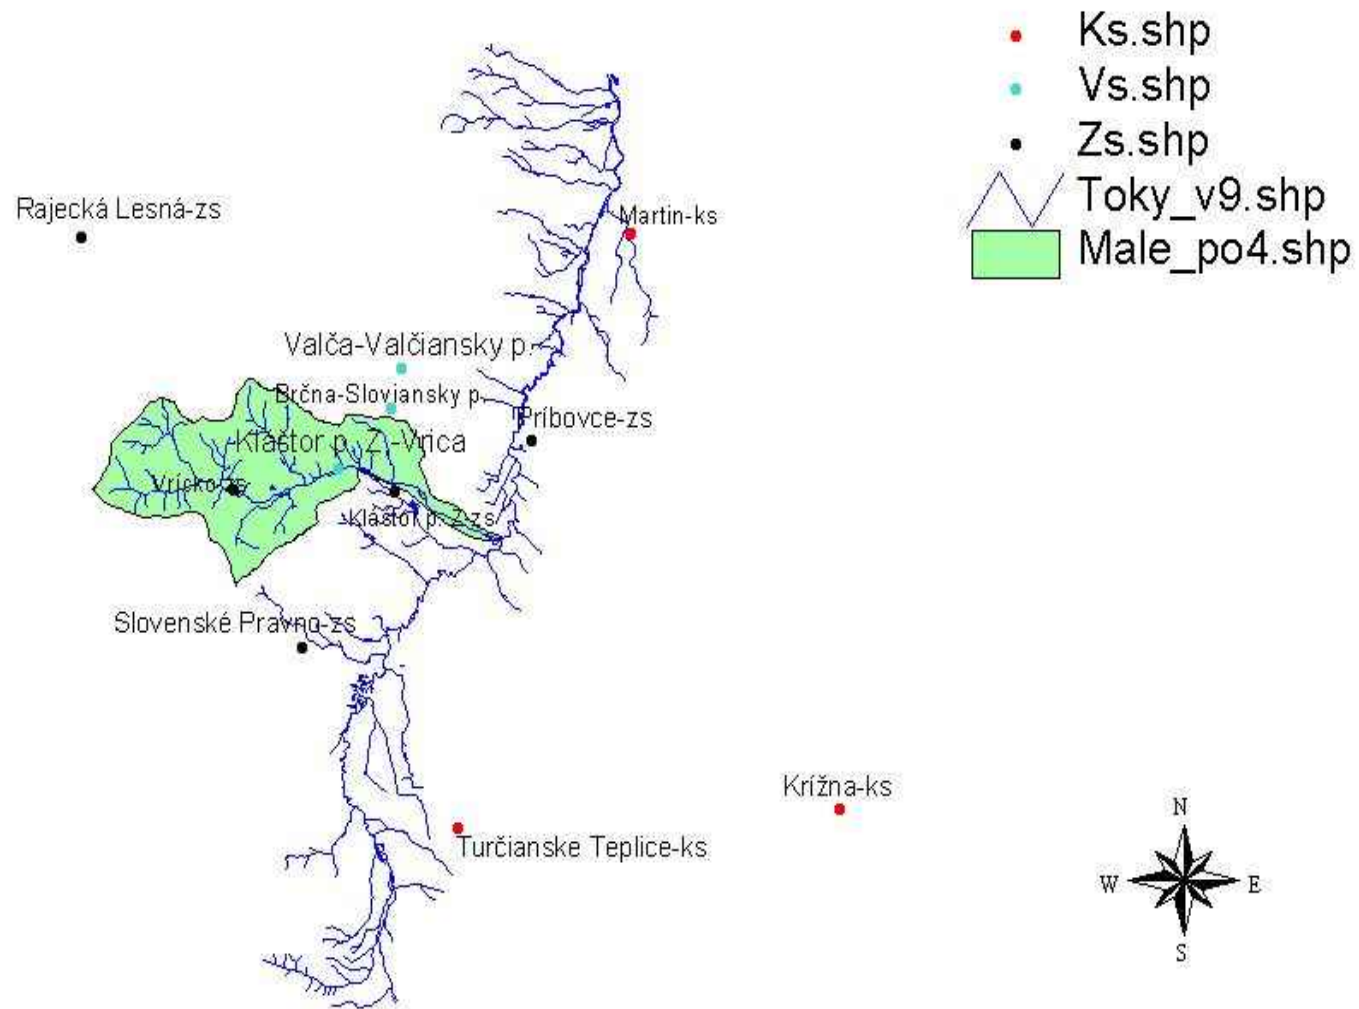 Ks.shp
Vs.shp
Zs.shp
Toky_v9.shp
Male_po4.shp
Rajecká Lesná-zs
Martin-ks
Valča-Valčiansky p.
Brčna-Sloviansky p.
Príbovce-zs
Kláštor p. Z.-Vrica
Vrícko-zs
Kláštor p. Z-zs
Slovenské Pravno-zs
Krížna-ks
Turčianske Teplice-ks
N
W
E
S